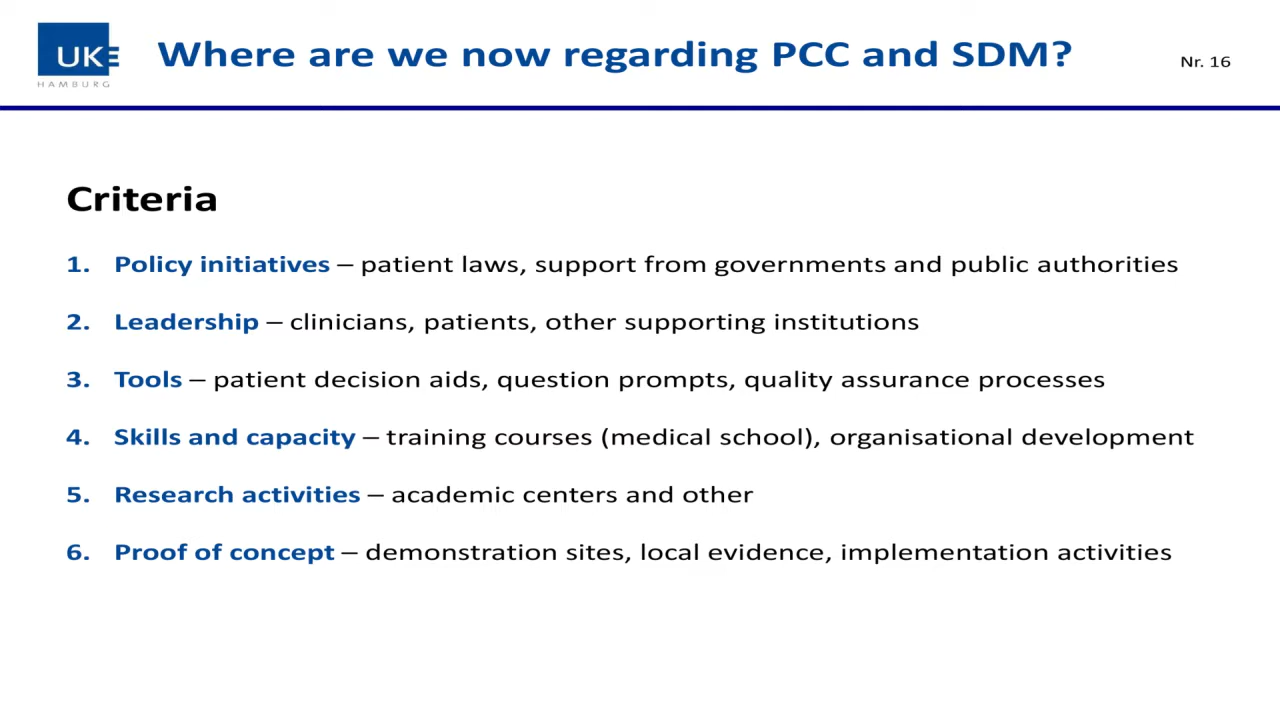 UKE
HAMBURG
Where are we now regarding PCC and SDM?
Nr. 16
Criteria
1. Policy initiatives – patient laws, support from governments and public authorities
2. Leadership – clinicians, patients, other supporting institutions
3. Tools – patient decision aids, question prompts, quality assurance processes
4. Skills and capacity – training courses (medical school), organisational development
5. Research activities – academic centers and other
6. Proof of concept – demonstration sites, local evidence, implementation activities